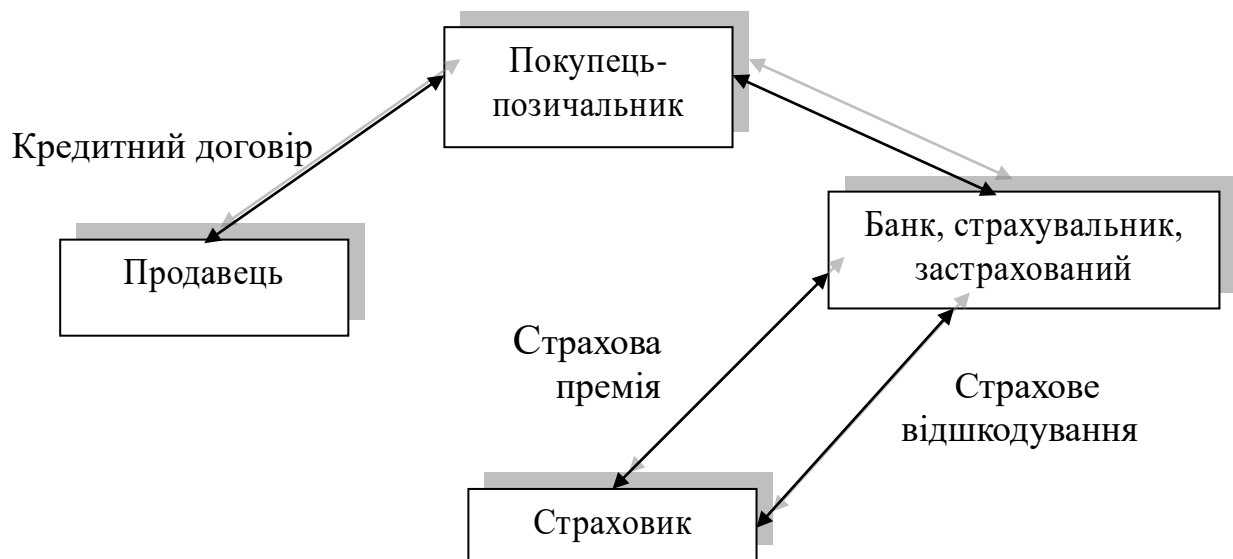 Покупець-
позичальник
Кредитний договір
Банк, страхувальник,
застрахований
Продавець
Страхова
премія
Страхове
відшкодування
Страховик